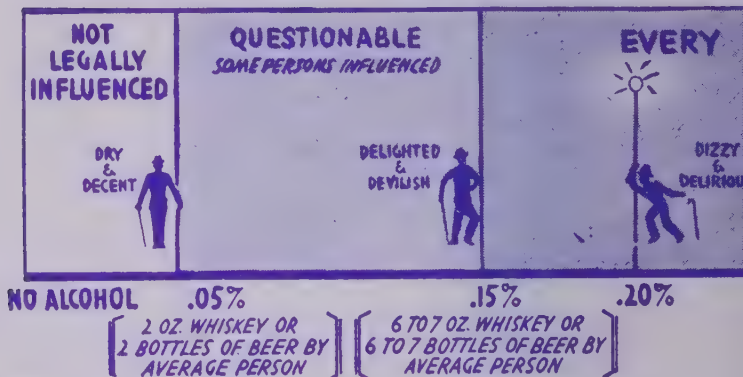 NOT
LEGALLY
INFLUENCED
QUESTIONABLE
SOME PERSONS INFLUENCED
EVERY
DRY
&
DECENT
DELIGHTED
&
DEVILISH
DIZZY
&
DELIRIOU
NO ALCOHOL .05% .15% .20%
[2 OZ. WHISKEY OR
2 BOTTLES OF BEER BY
AVERAGE PERSON]
[6 TO 7 OZ. WHISKEY OR
6 TO 7 BOTTLES OF BEER BY
AVERAGE PERSON]